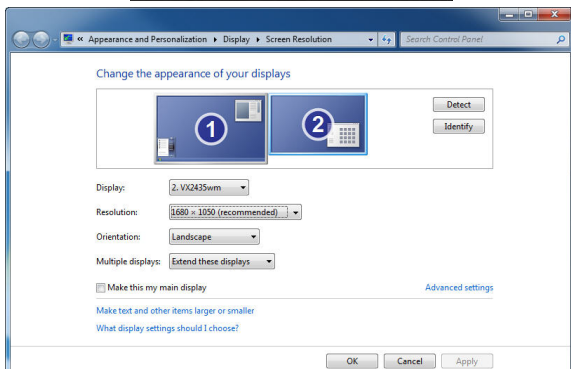 « Appearance and Personalization ▸ Display ▸ Screen Resolution
Search Control Panel
Change the appearance of your displays
1
2
Detect
Identify
Display: 2. VX2435wm
Resolution: 1680 × 1050 (recommended)
Orientation: Landscape
Multiple displays: Extend these displays
Make this my main display
Advanced settings
Make text and other items larger or smaller
What display settings should I choose?
OK Cancel Apply